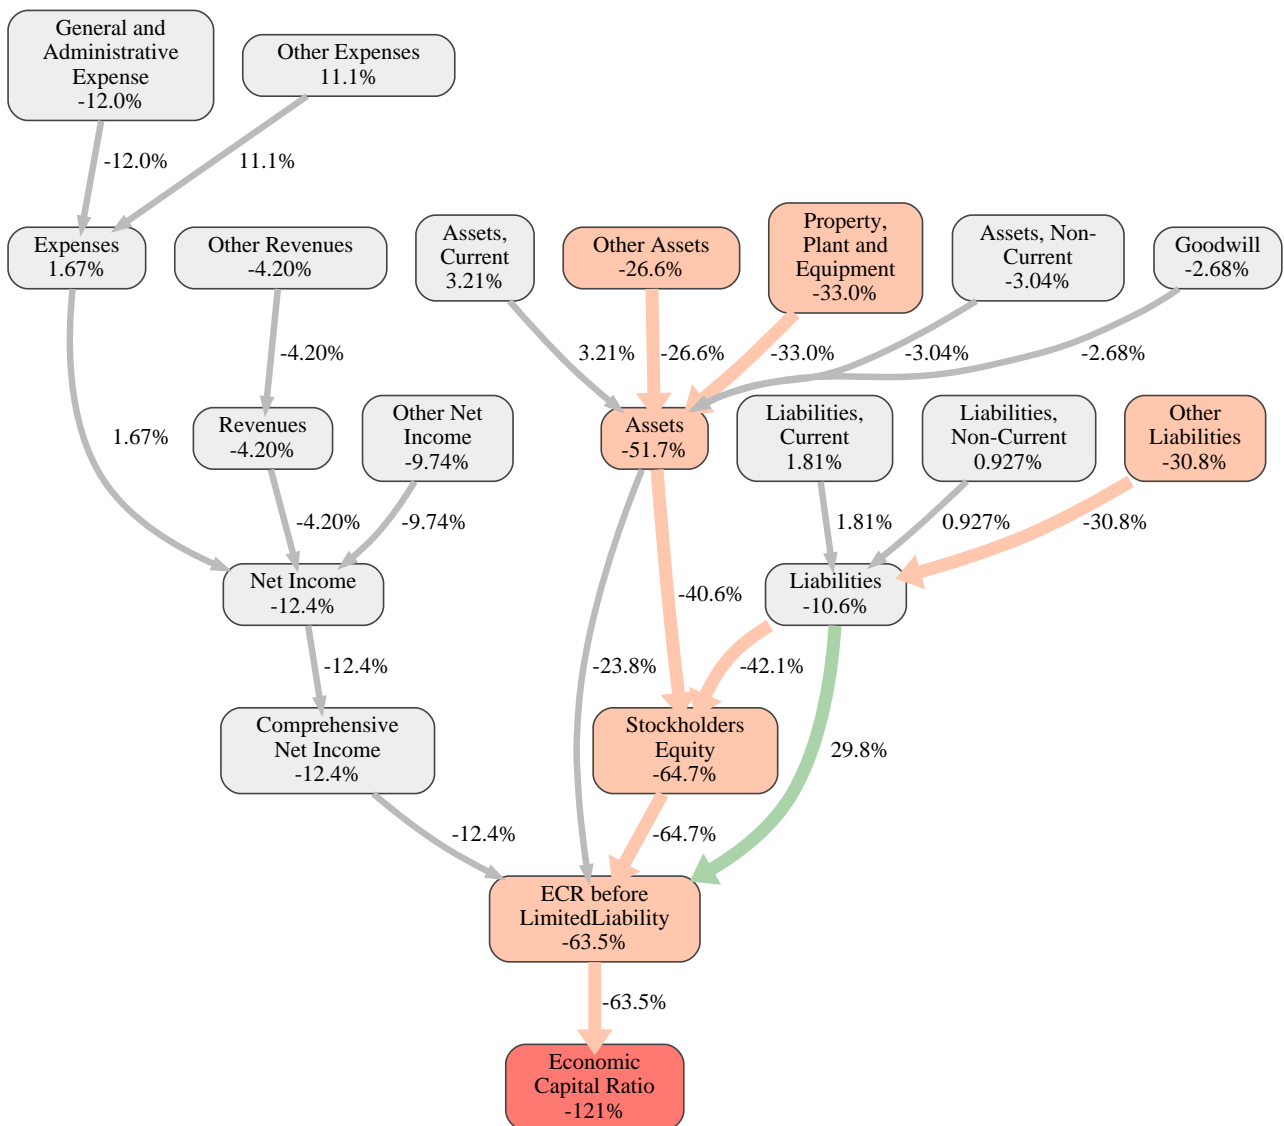 General and
Administrative
Expense
-12.0%
Other Expenses
11.1%
-12.0%
11.1%
Expenses
1.67%
Other Revenues
-4.20%
Assets,
Current
3.21%
Other Assets
-26.6%
Property,
Plant and
Equipment
-33.0%
Assets, Non-
Current
-3.04%
Goodwill
-2.68%
-4.20%
3.21%
-26.6%
-33.0%
-3.04%
-2.68%
1.67%
Revenues
-4.20%
Other Net
Income
-9.74%
Assets
-51.7%
Liabilities,
Current
1.81%
Liabilities,
Non-Current
0.927%
Other
Liabilities
-30.8%
-4.20%
-9.74%
1.81%
0.927%
-30.8%
Net Income
-12.4%
-40.6%
Liabilities
-10.6%
-12.4%
-23.8%
-42.1%
Comprehensive
Net Income
-12.4%
Stockholders
Equity
-64.7%
29.8%
-12.4%
-64.7%
ECR before
LimitedLiability
-63.5%
-63.5%
Economic
Capital Ratio
-121%